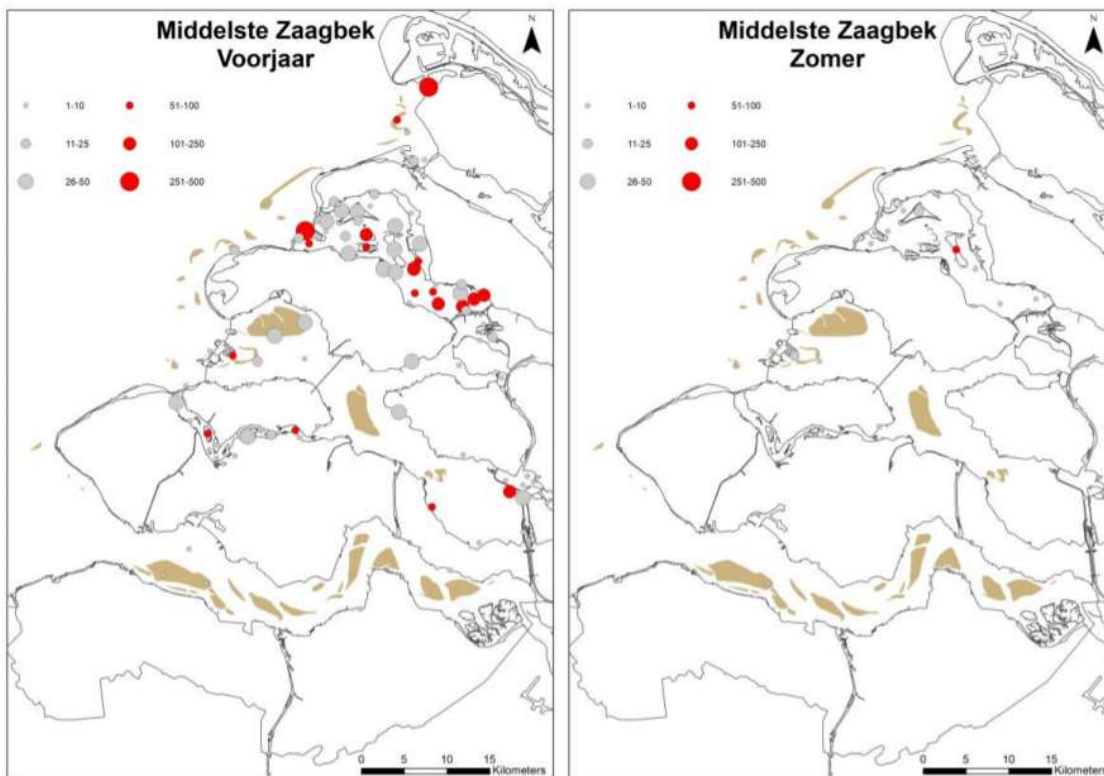 Middelste Zaagbek
Voorjaar
N
1-10 51-100
11-25 101-250
26-50 251-500
0 5 10 15
Kilometers
Middelste Zaagbek
Zomer
N
1-10 51-100
11-25 101-250
26-50 251-500
0 5 10 15
Kilometers